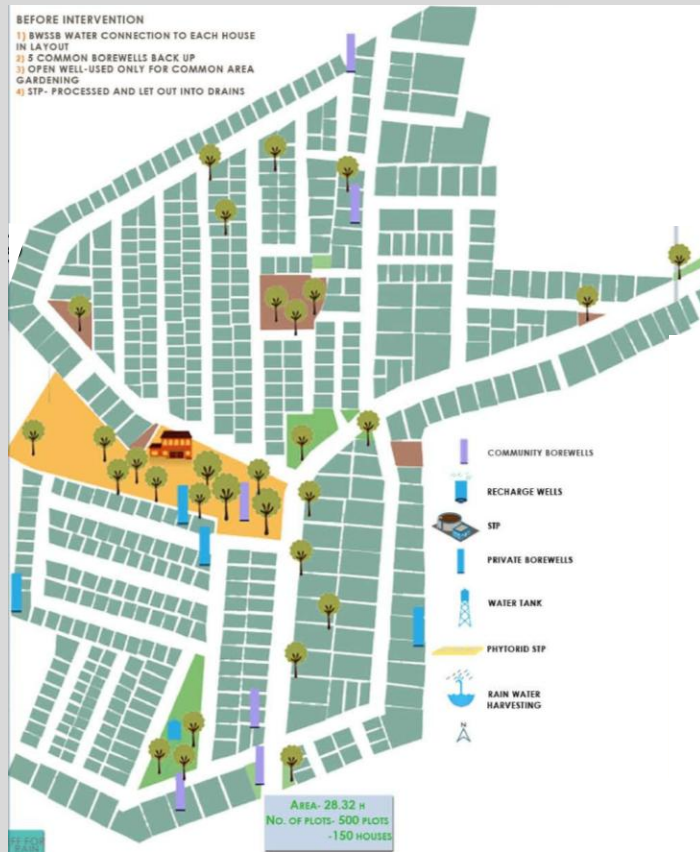 BEFORE INTERVENTION
1) BWSSB WATER CONNECTION TO EACH HOUSE
IN LAYOUT
2) 5 COMMON BOREWELLS BACK UP
3) OPEN WELL-USED ONLY FOR COMMON AREA
GARDENING
4) STP- PROCESSED AND LET OUT INTO DRAINS
COMMUNITY BOREWELLS
RECHARGE WELLS
STP
PRIVATE BOREWELLS
WATER TANK
PHYTORID STP
RAIN WATER
HARVESTING
N
AREA- 28.32 H
NO. OF PLOTS- 500 PLOTS
-150 HOUSES